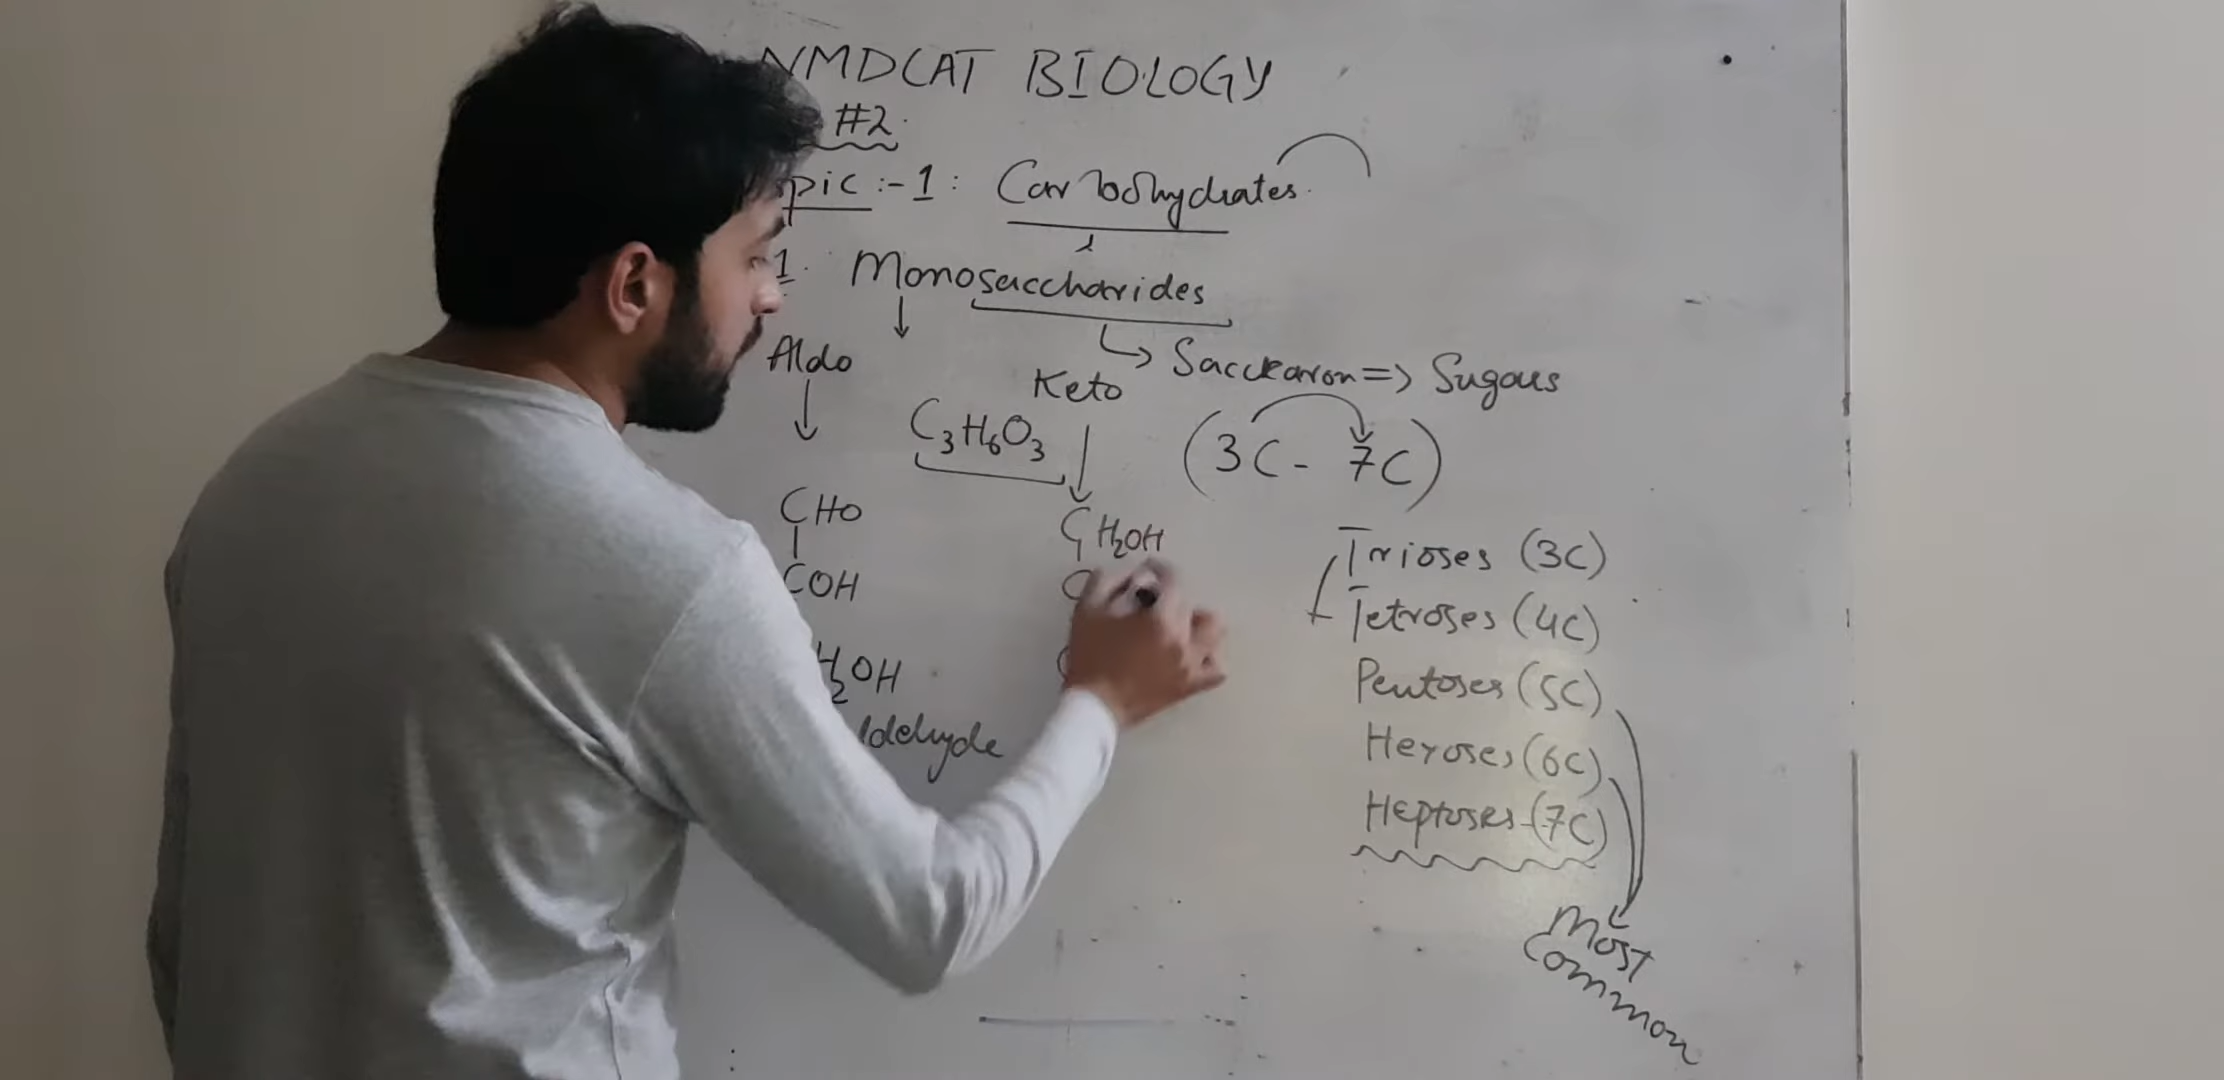 NMDCAT BIOLOGY
#2.
pic :- 1: Carbohydrates.
1. Monosaccharides
Aldo
Keto
Saccharon => Sugars
C3H6O3
(3C - 7C)
CHO
COH
H2OH
ldehyde
CH2OH
C
C
Trioses (3C)
Tetroses (4C)
Pentoses (5C)
Hexoses (6C)
Heptoses (7C)
Most
Common